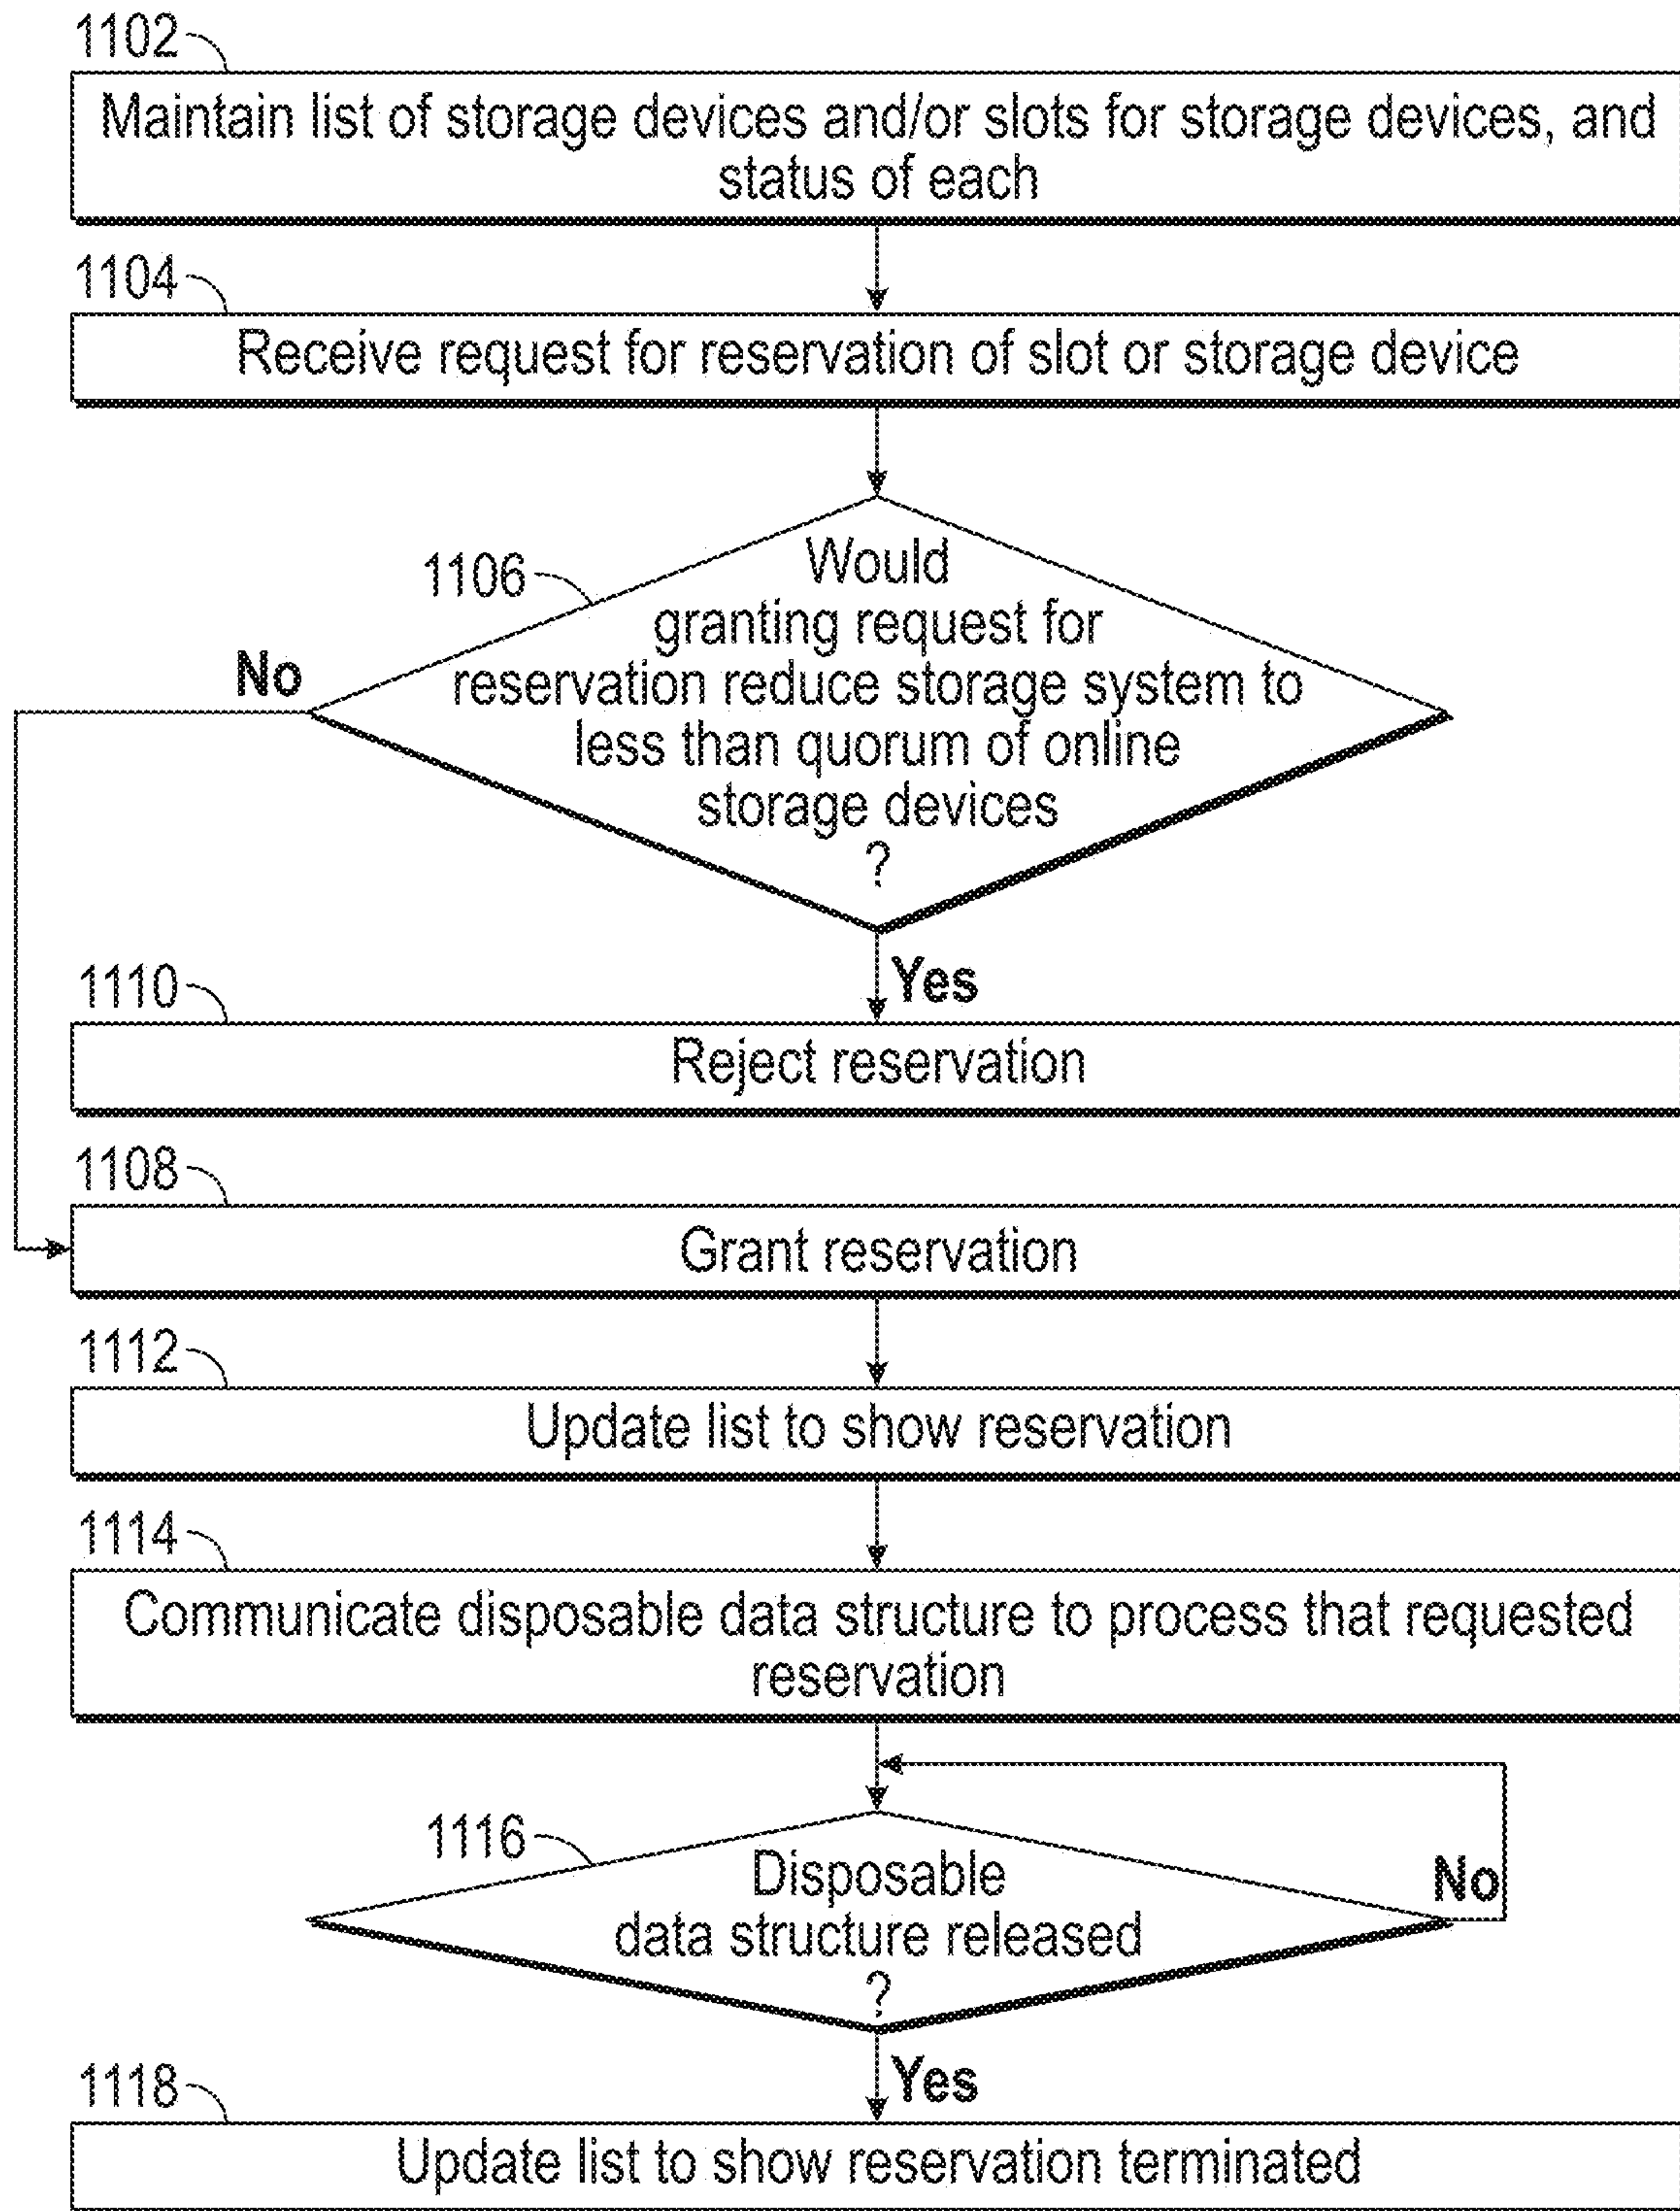 1102
Maintain list of storage devices and/or slots for storage devices, and
status of each
1104
Receive request for reservation of slot or storage device
1106
Would
granting request for
reservation reduce storage system to
less than quorum of online
storage devices
?
No
Yes
1110
Reject reservation
1108
Grant reservation
1112
Update list to show reservation
1114
Communicate disposable data structure to process that requested
reservation
1116
Disposable
data structure released
?
No
Yes
1118
Update list to show reservation terminated